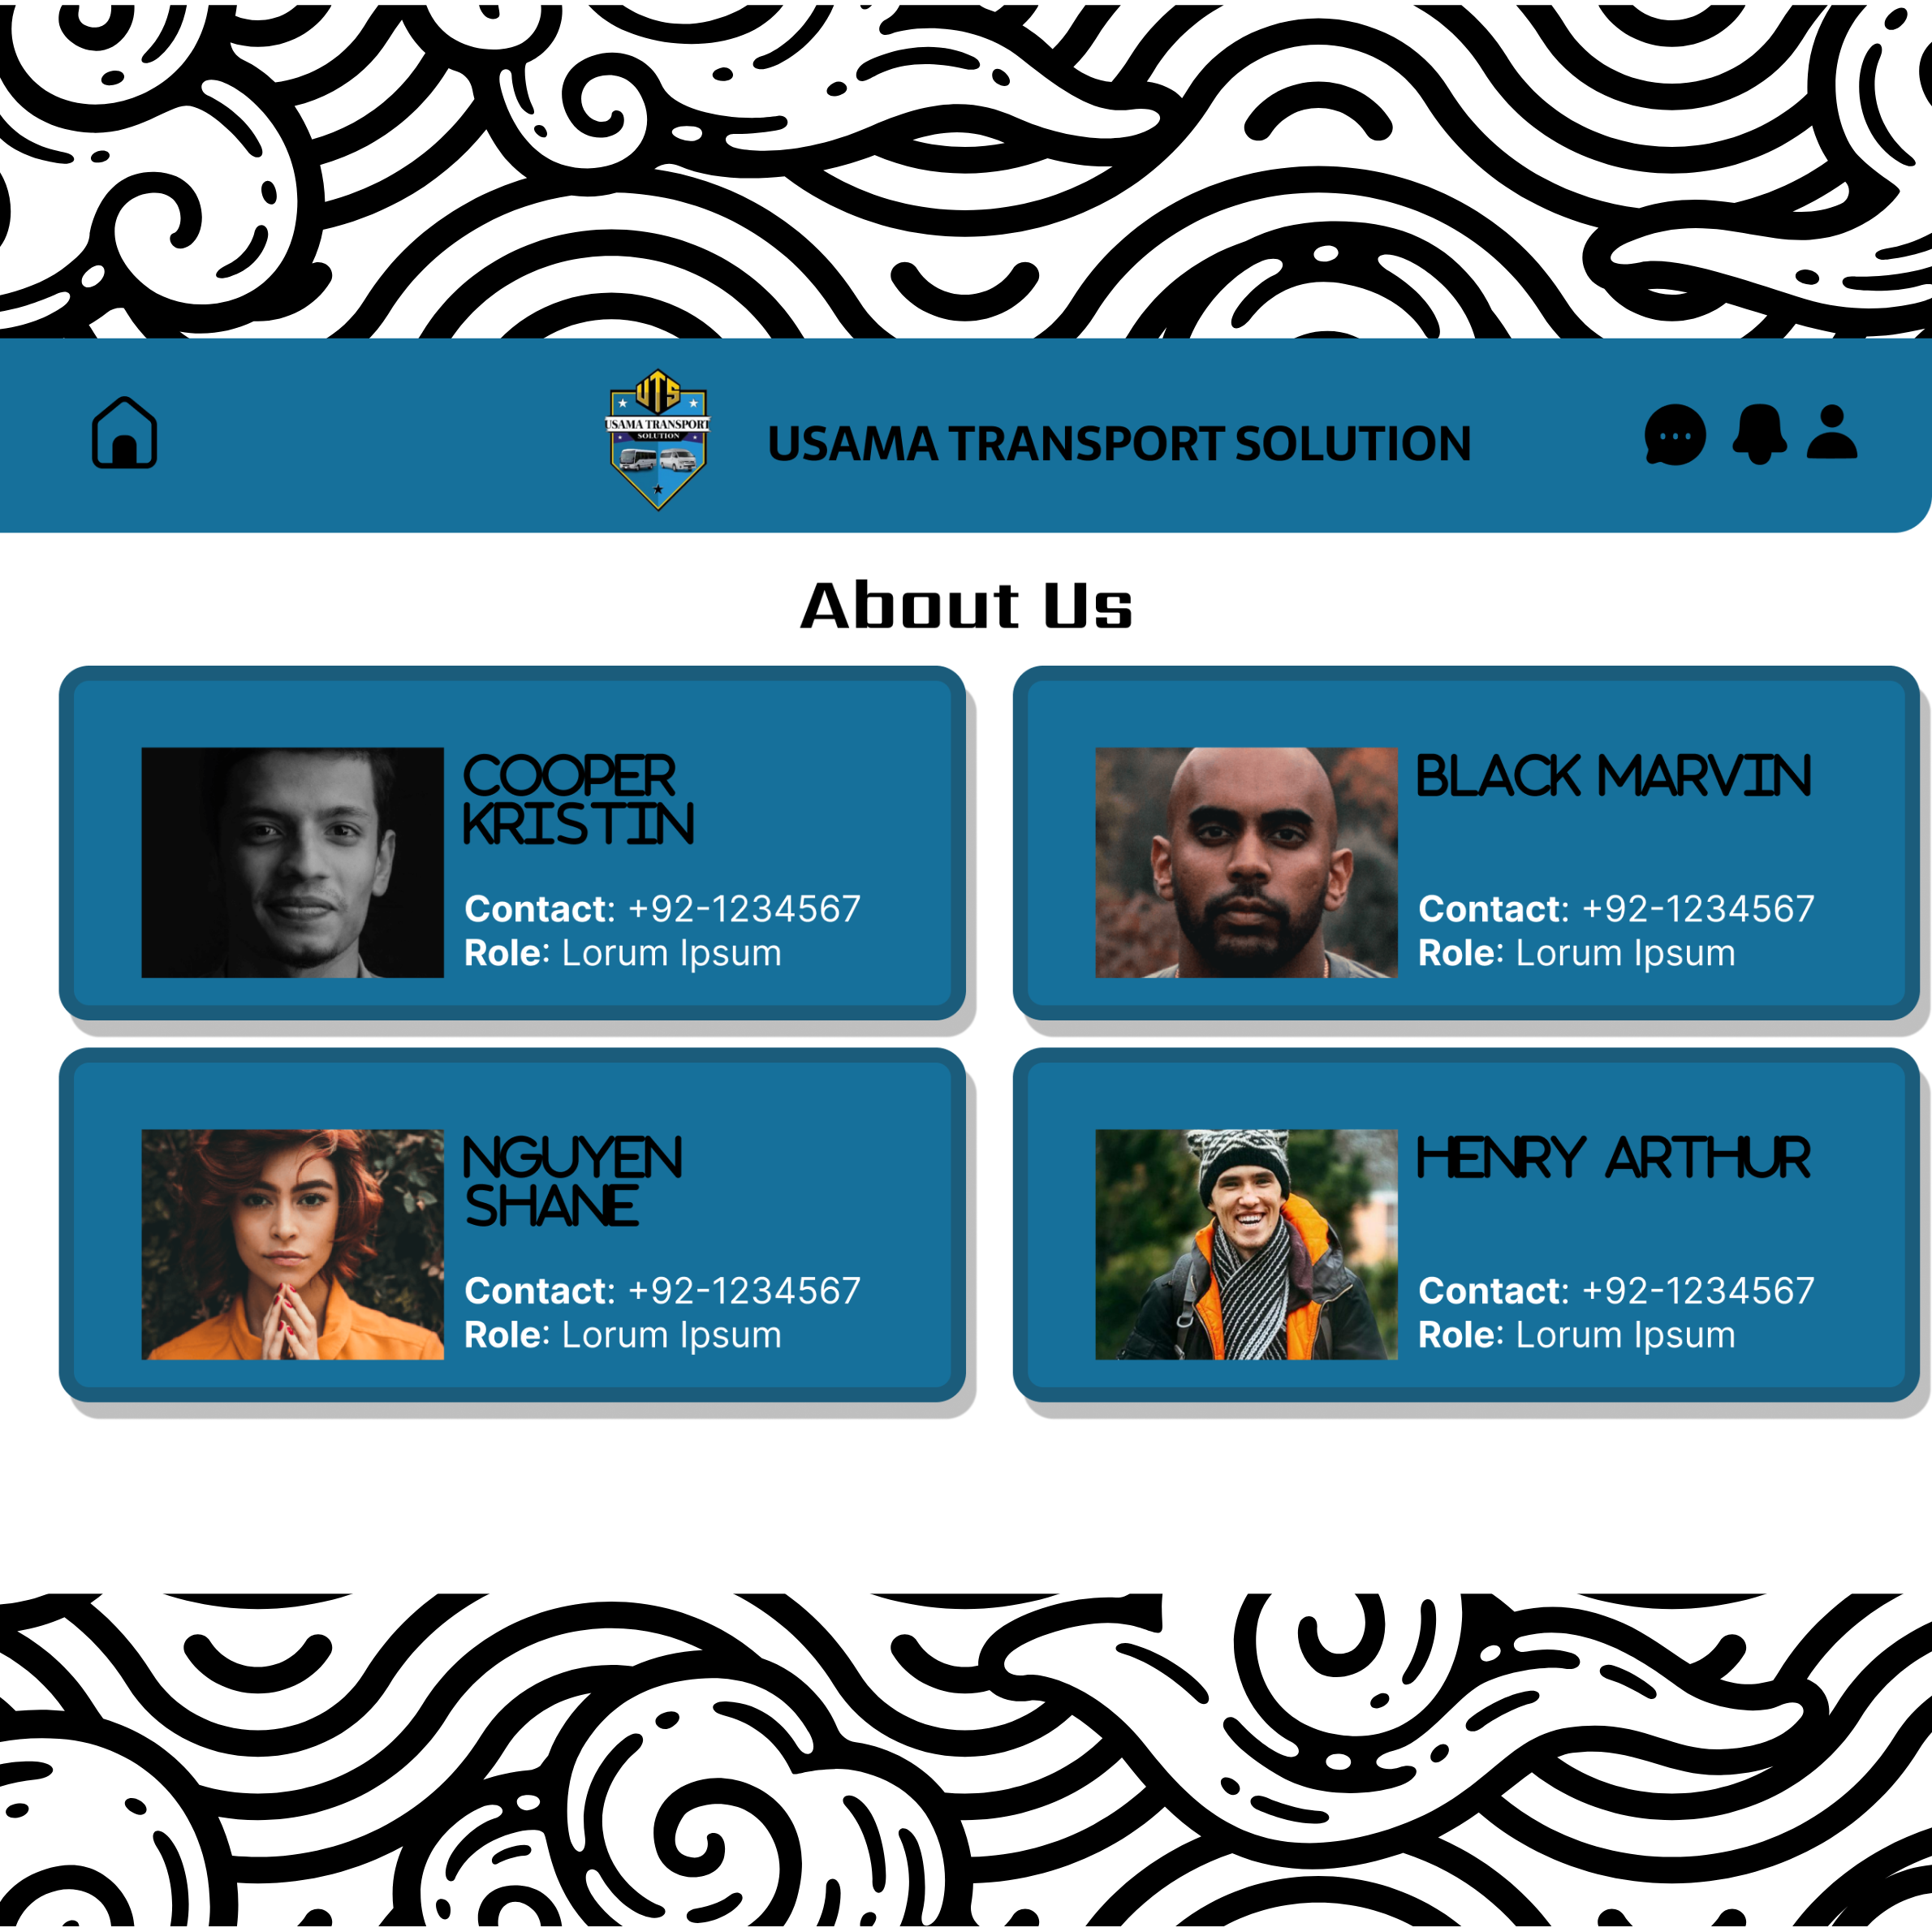 UTS
USAMA TRANSPORT
SOLUTION
USAMA TRANSPORT SOLUTION
About Us
COOPER
KRISTIN
Contact: +92-1234567
Role: Lorum Ipsum
BLACK MARVIN
Contact: +92-1234567
Role: Lorum Ipsum
NGUYEN
SHANE
Contact: +92-1234567
Role: Lorum Ipsum
HENRY ARTHUR
Contact: +92-1234567
Role: Lorum Ipsum